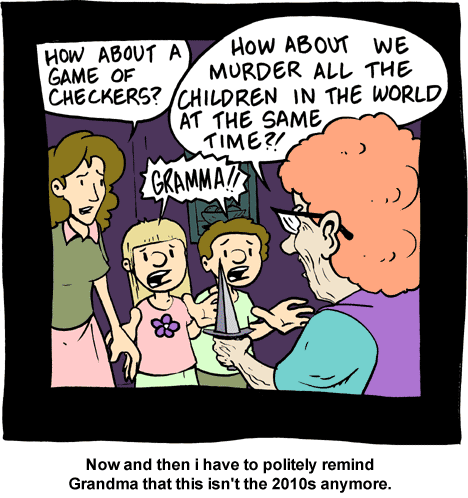 HOW ABOUT A
GAME OF
CHECKERS?
HOW ABOUT WE
MURDER ALL THE
CHILDREN IN THE WORLD
AT THE SAME
TIME?!
GRAMMA!!
Now and then i have to politely remind
Grandma that this isn't the 2010s anymore.